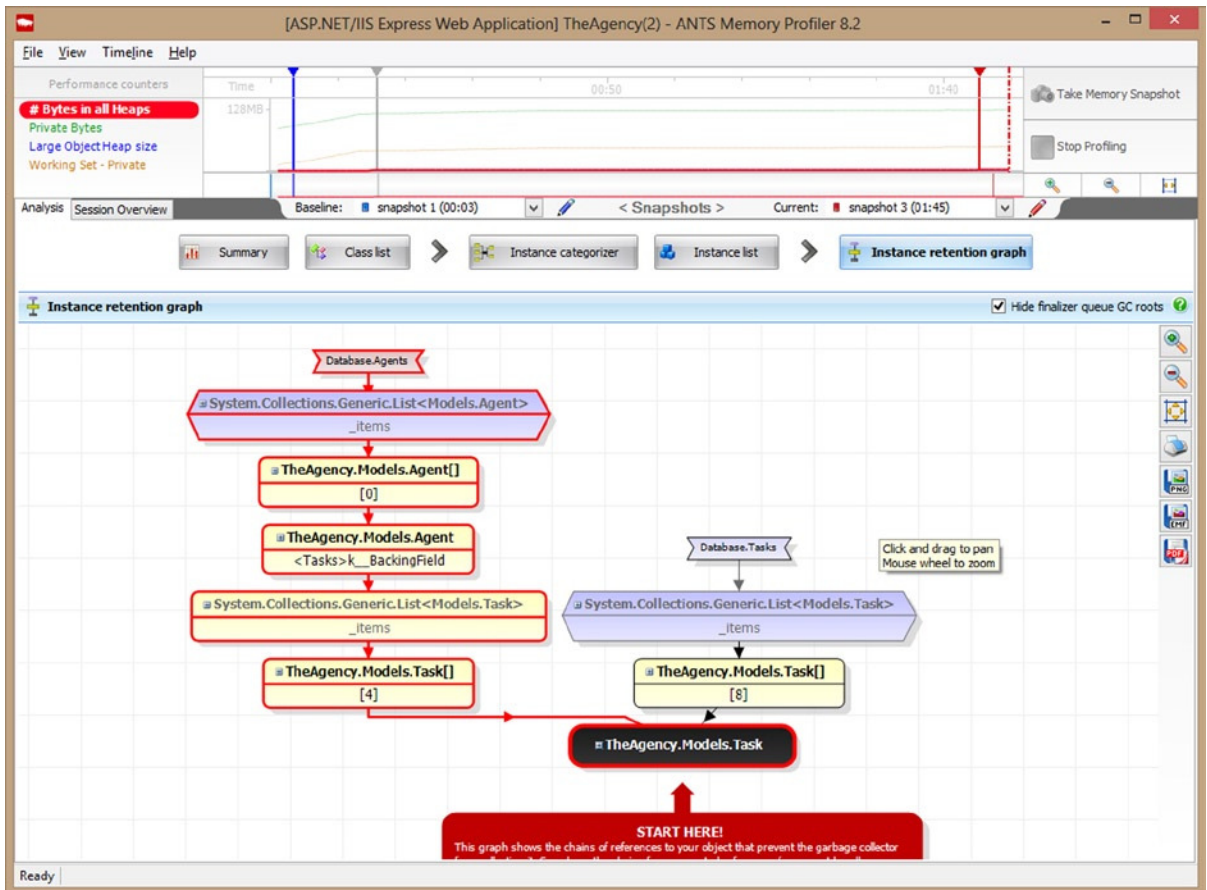 [ASP.NET/IIS Express Web Application] TheAgency(2) - ANTS Memory Profiler 8.2
File View Timeline Help
Performance counters
# Bytes in all Heaps
Private Bytes
Large Object Heap size
Working Set - Private
Time 00:50 01:40
128MB
Take Memory Snapshot
Stop Profiling
Analysis Session Overview Baseline: snapshot 1 (00:03) < Snapshots > Current: snapshot 3 (01:45)
Summary Class list Instance categorizer Instance list Instance retention graph
Instance retention graph Hide finalizer queue GC roots
Database.Agents
System.Collections.Generic.List<Models.Agent>
_items
TheAgency.Models.Agent[]
[0]
TheAgency.Models.Agent
<Tasks>k__BackingField
System.Collections.Generic.List<Models.Task>
_items
TheAgency.Models.Task[]
[4]
Database.Tasks
System.Collections.Generic.List<Models.Task>
_items
TheAgency.Models.Task[]
[8]
TheAgency.Models.Task
Click and drag to pan
Mouse wheel to zoom
PNG
EMF
PDF
START HERE!
This graph shows the chains of references to your object that prevent the garbage collector
Ready